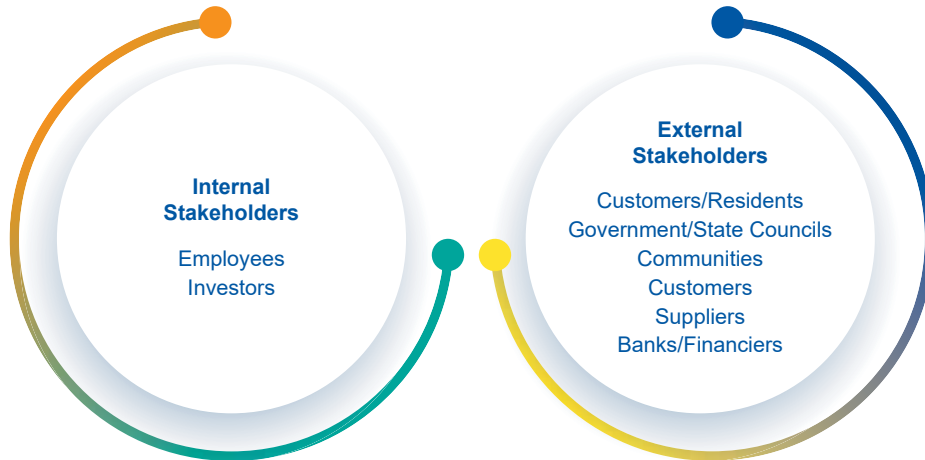 Internal
Stakeholders
Employees
Investors
External
Stakeholders
Customers/Residents
Government/State Councils
Communities
Customers
Suppliers
Banks/Financiers